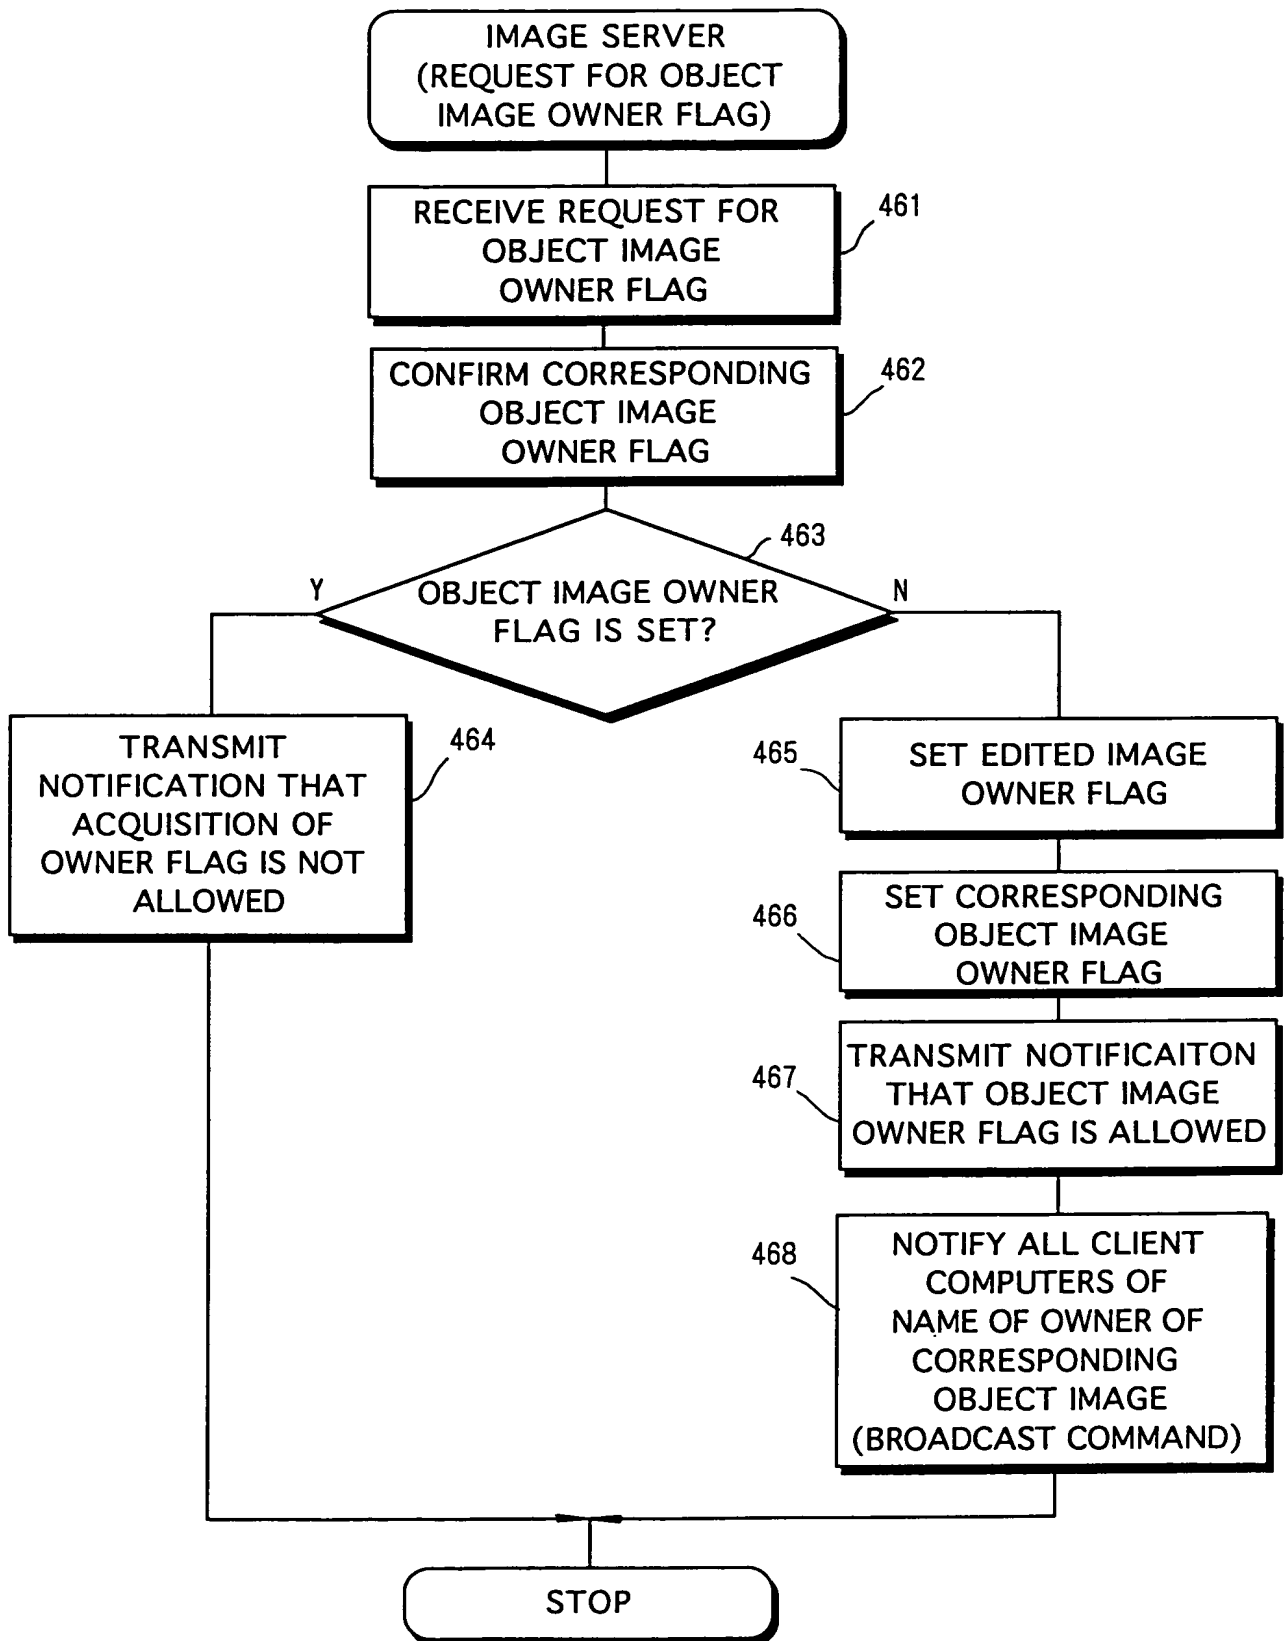 IMAGE SERVER
(REQUEST FOR OBJECT
IMAGE OWNER FLAG)
RECEIVE REQUEST FOR
OBJECT IMAGE
OWNER FLAG
461
CONFIRM CORRESPONDING
OBJECT IMAGE
OWNER FLAG
462
463
Y
OBJECT IMAGE OWNER
FLAG IS SET?
N
TRANSMIT
NOTIFICATION THAT
ACQUISITION OF
OWNER FLAG IS NOT
ALLOWED
464
465
SET EDITED IMAGE
OWNER FLAG
466
SET CORRESPONDING
OBJECT IMAGE
OWNER FLAG
467
TRANSMIT NOTIFICAITON
THAT OBJECT IMAGE
OWNER FLAG IS ALLOWED
468
NOTIFY ALL CLIENT
COMPUTERS OF
NAME OF OWNER OF
CORRESPONDING
OBJECT IMAGE
(BROADCAST COMMAND)
STOP